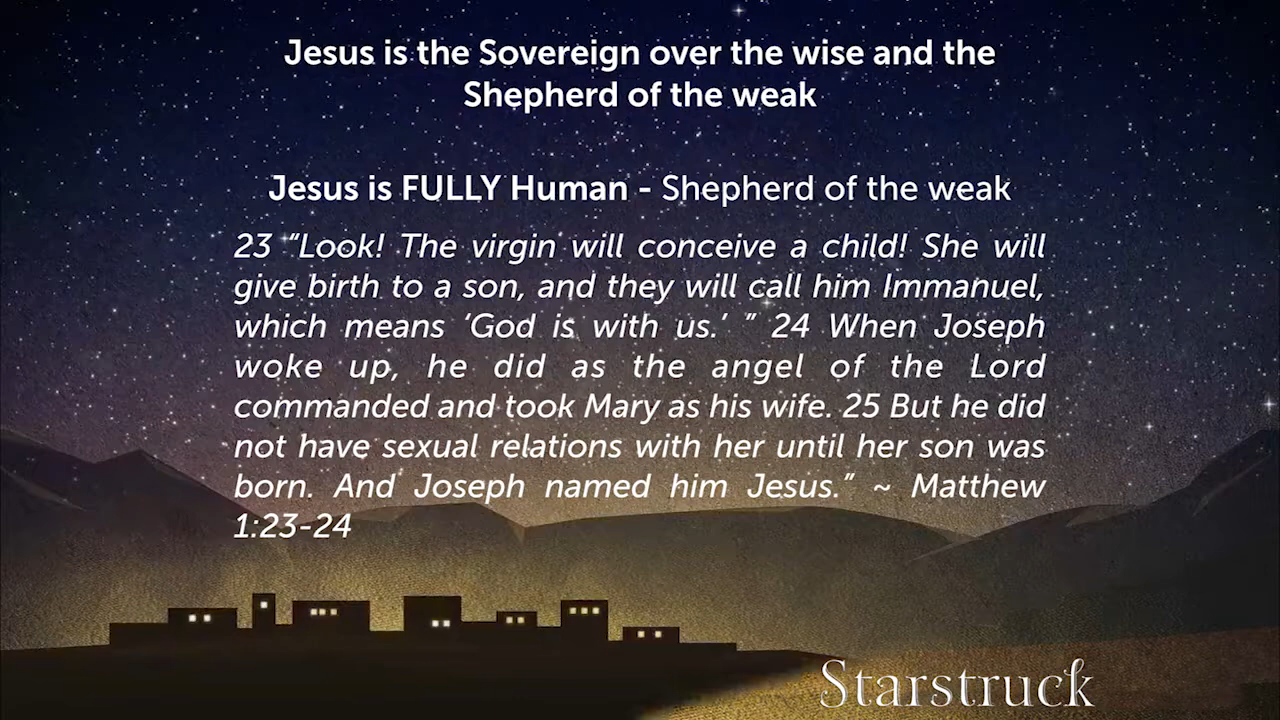 Jesus is the Sovereign over the wise and the
Shepherd of the weak
Jesus is FULLY Human - Shepherd of the weak
23 “Look! The virgin will conceive a child! She will
give birth to a son, and they will call him Immanuel,
which means ‘God is with us.’ ” 24 When Joseph
woke up, he did as the angel of the Lord
commanded and took Mary as his wife. 25 But he did
not have sexual relations with her until her son was
born. And Joseph named him Jesus.” ~ Matthew
1:23-24
Starstruck